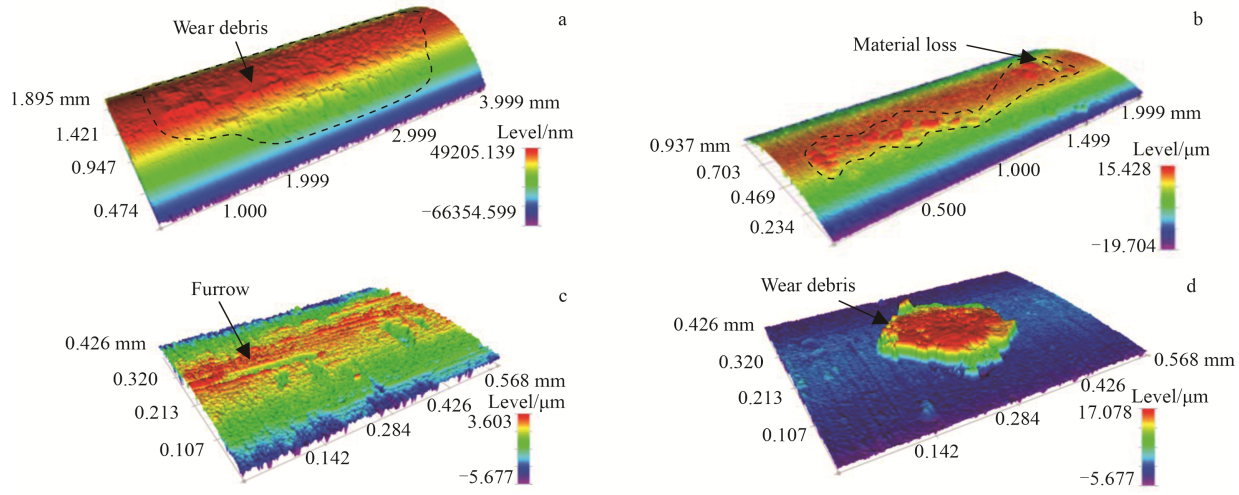 a
Wear debris
1.895 mm
1.421
0.947
0.474
1.000
1.999
2.999
3.999 mm
Level/nm
49205.139
−66354.599
b
Material loss
0.937 mm
0.703
0.469
0.234
0.500
1.000
1.499
1.999 mm
Level/μm
15.428
−19.704
c
Furrow
0.426 mm
0.320
0.213
0.107
0.142
0.284
0.426
0.568 mm
Level/μm
3.603
−5.677
d
Wear debris
0.426 mm
0.320
0.213
0.107
0.142
0.284
0.426
0.568 mm
Level/μm
17.078
−5.677